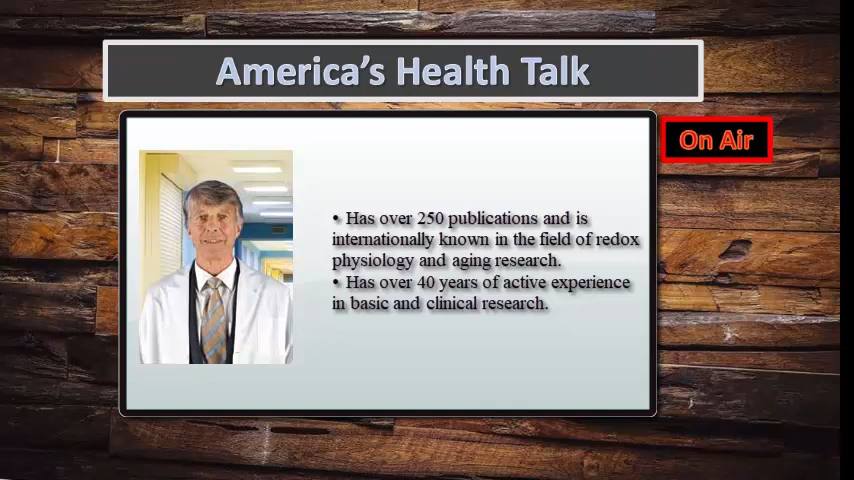 America's Health Talk
On Air
• Has over 250 publications and is
internationally known in the field of redox
physiology and aging research.
• Has over 40 years of active experience
in basic and clinical research.